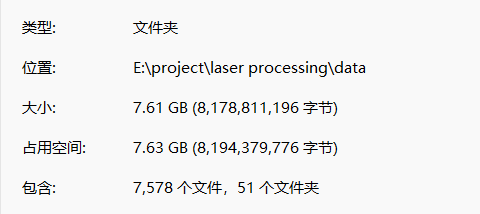 类型: 文件夹
位置: E:\project\laser processing\data
大小: 7.61 GB (8,178,811,196 字节)
占用空间: 7.63 GB (8,194,379,776 字节)
包含: 7,578 个文件，51 个文件夹